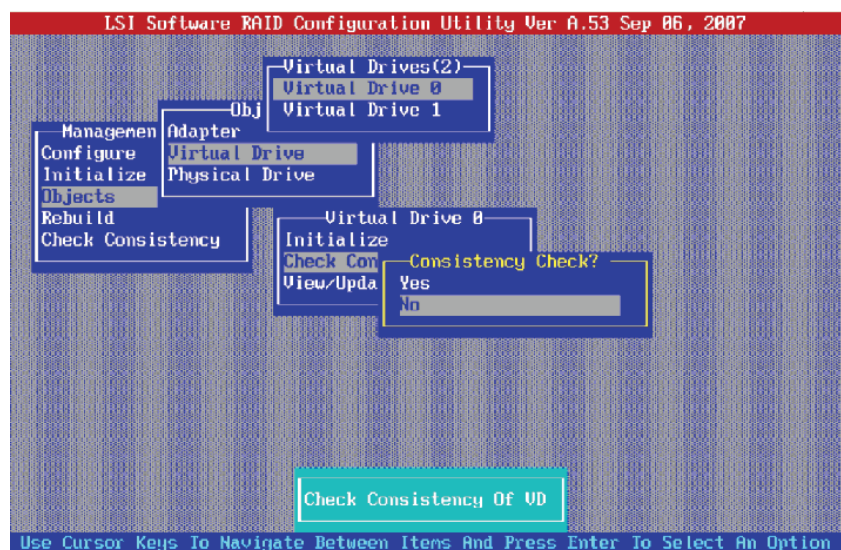 LSI Software RAID Configuration Utility Ver A.53 Sep 06, 2007
Virtual Drives(2)
Virtual Drive 0
Virtual Drive 1
Obj
Adapter
Virtual Drive
Physical Drive
Managemen
Configure
Initialize
Objects
Rebuild
Check Consistency
Virtual Drive 0
Initialize
Check Con
View/Upda
Consistency Check?
Yes
No
Check Consistency Of VD
Use Cursor Keys To Navigate Between Items And Press Enter To Select An Option